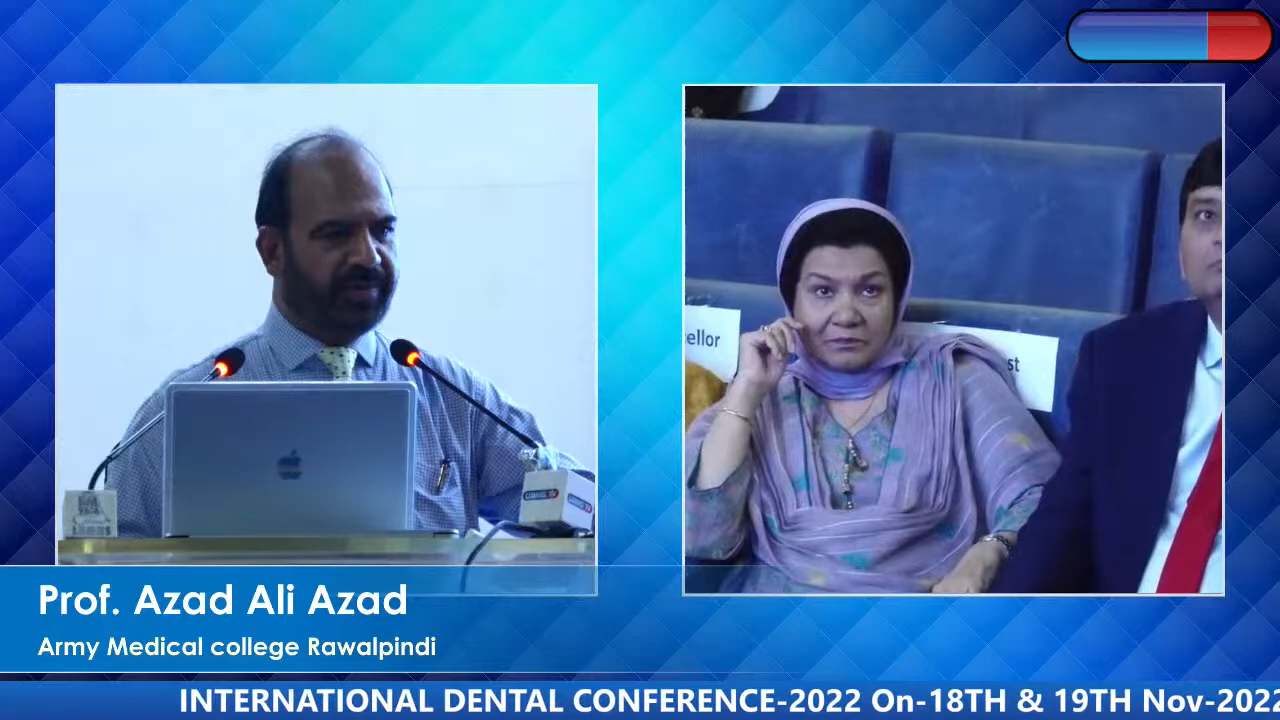 ellor
st
Prof. Azad Ali Azad
Army Medical college Rawalpindi
INTERNATIONAL DENTAL CONFERENCE-2022 On-18TH & 19TH Nov-2022